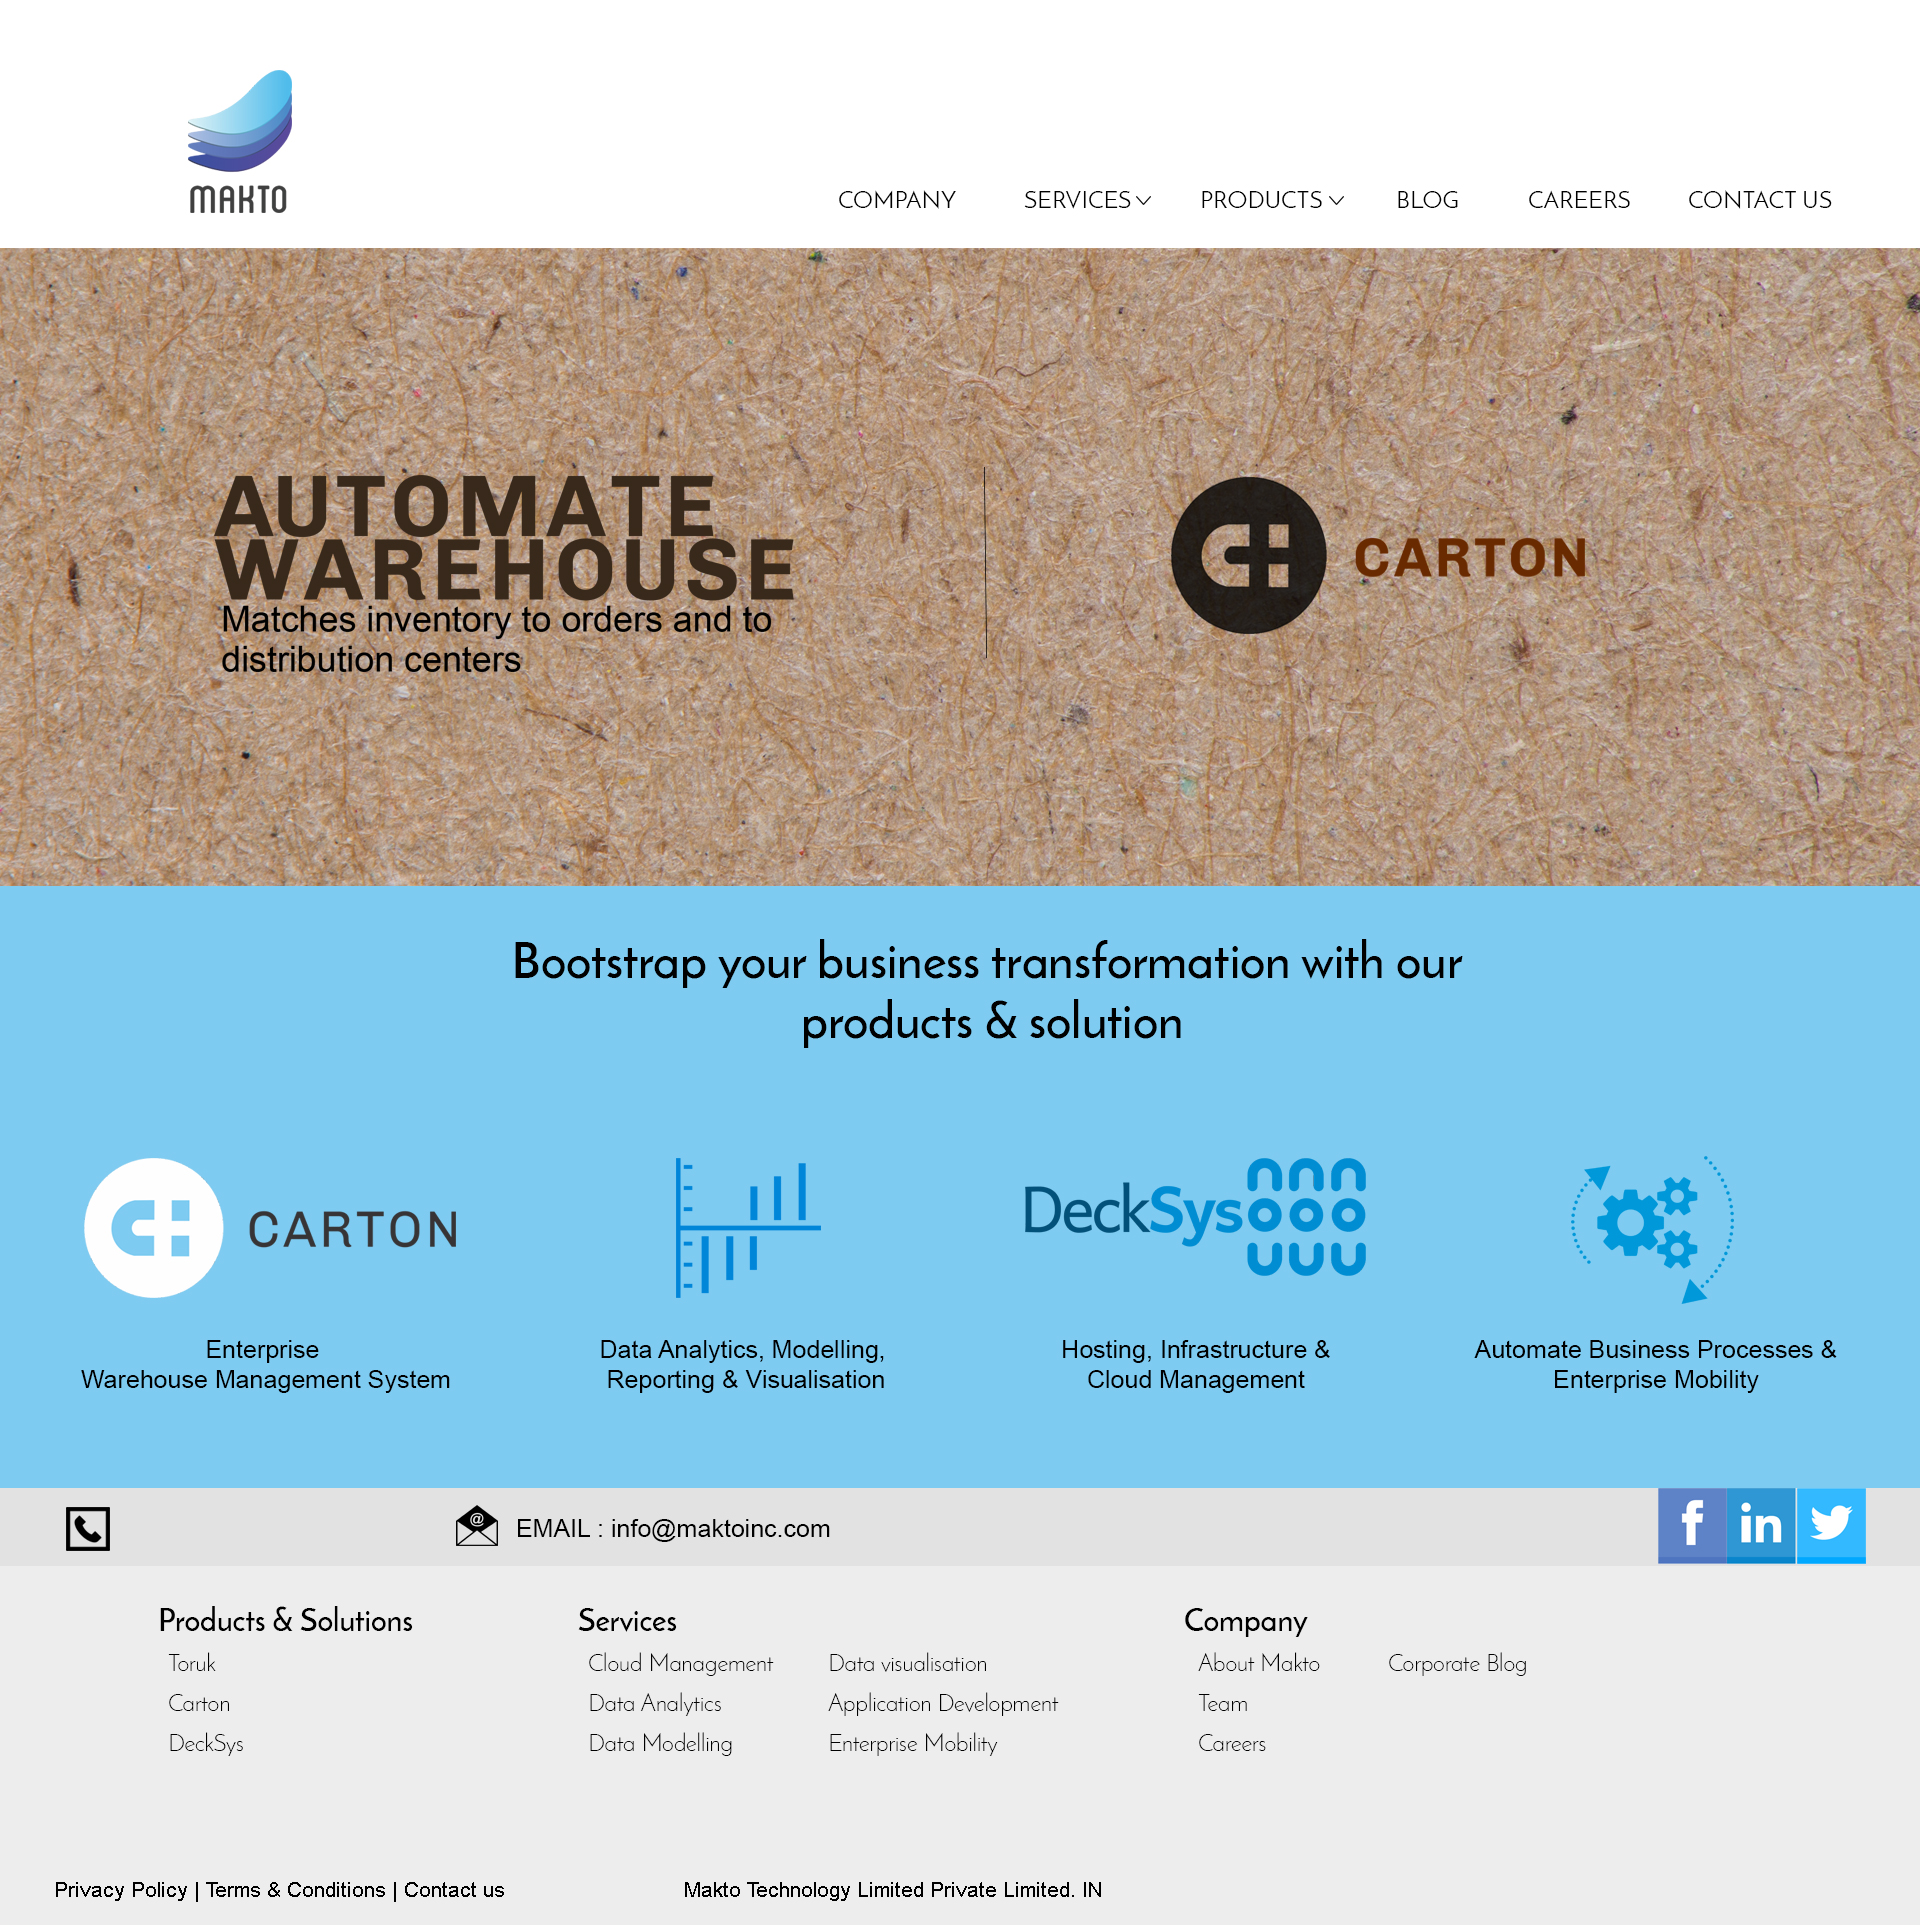 MAKTO
COMPANY SERVICES PRODUCTS BLOG CAREERS CONTACT US
AUTOMATE
WAREHOUSE
Matches inventory to orders and to
distribution centers
CARTON
Bootstrap your business transformation with our
products & solution
CARTON
DeckSys
Enterprise
Warehouse Management System
Data Analytics, Modelling,
Reporting & Visualisation
Hosting, Infrastructure &
Cloud Management
Automate Business Processes &
Enterprise Mobility
EMAIL : info@maktoinc.com
Products & Solutions
Toruk
Carton
DeckSys
Services
Cloud Management
Data Analytics
Data Modelling
Data visualisation
Application Development
Enterprise Mobility
Company
About Makto
Team
Careers
Corporate Blog
Privacy Policy | Terms & Conditions | Contact us
Makto Technology Limited Private Limited. IN